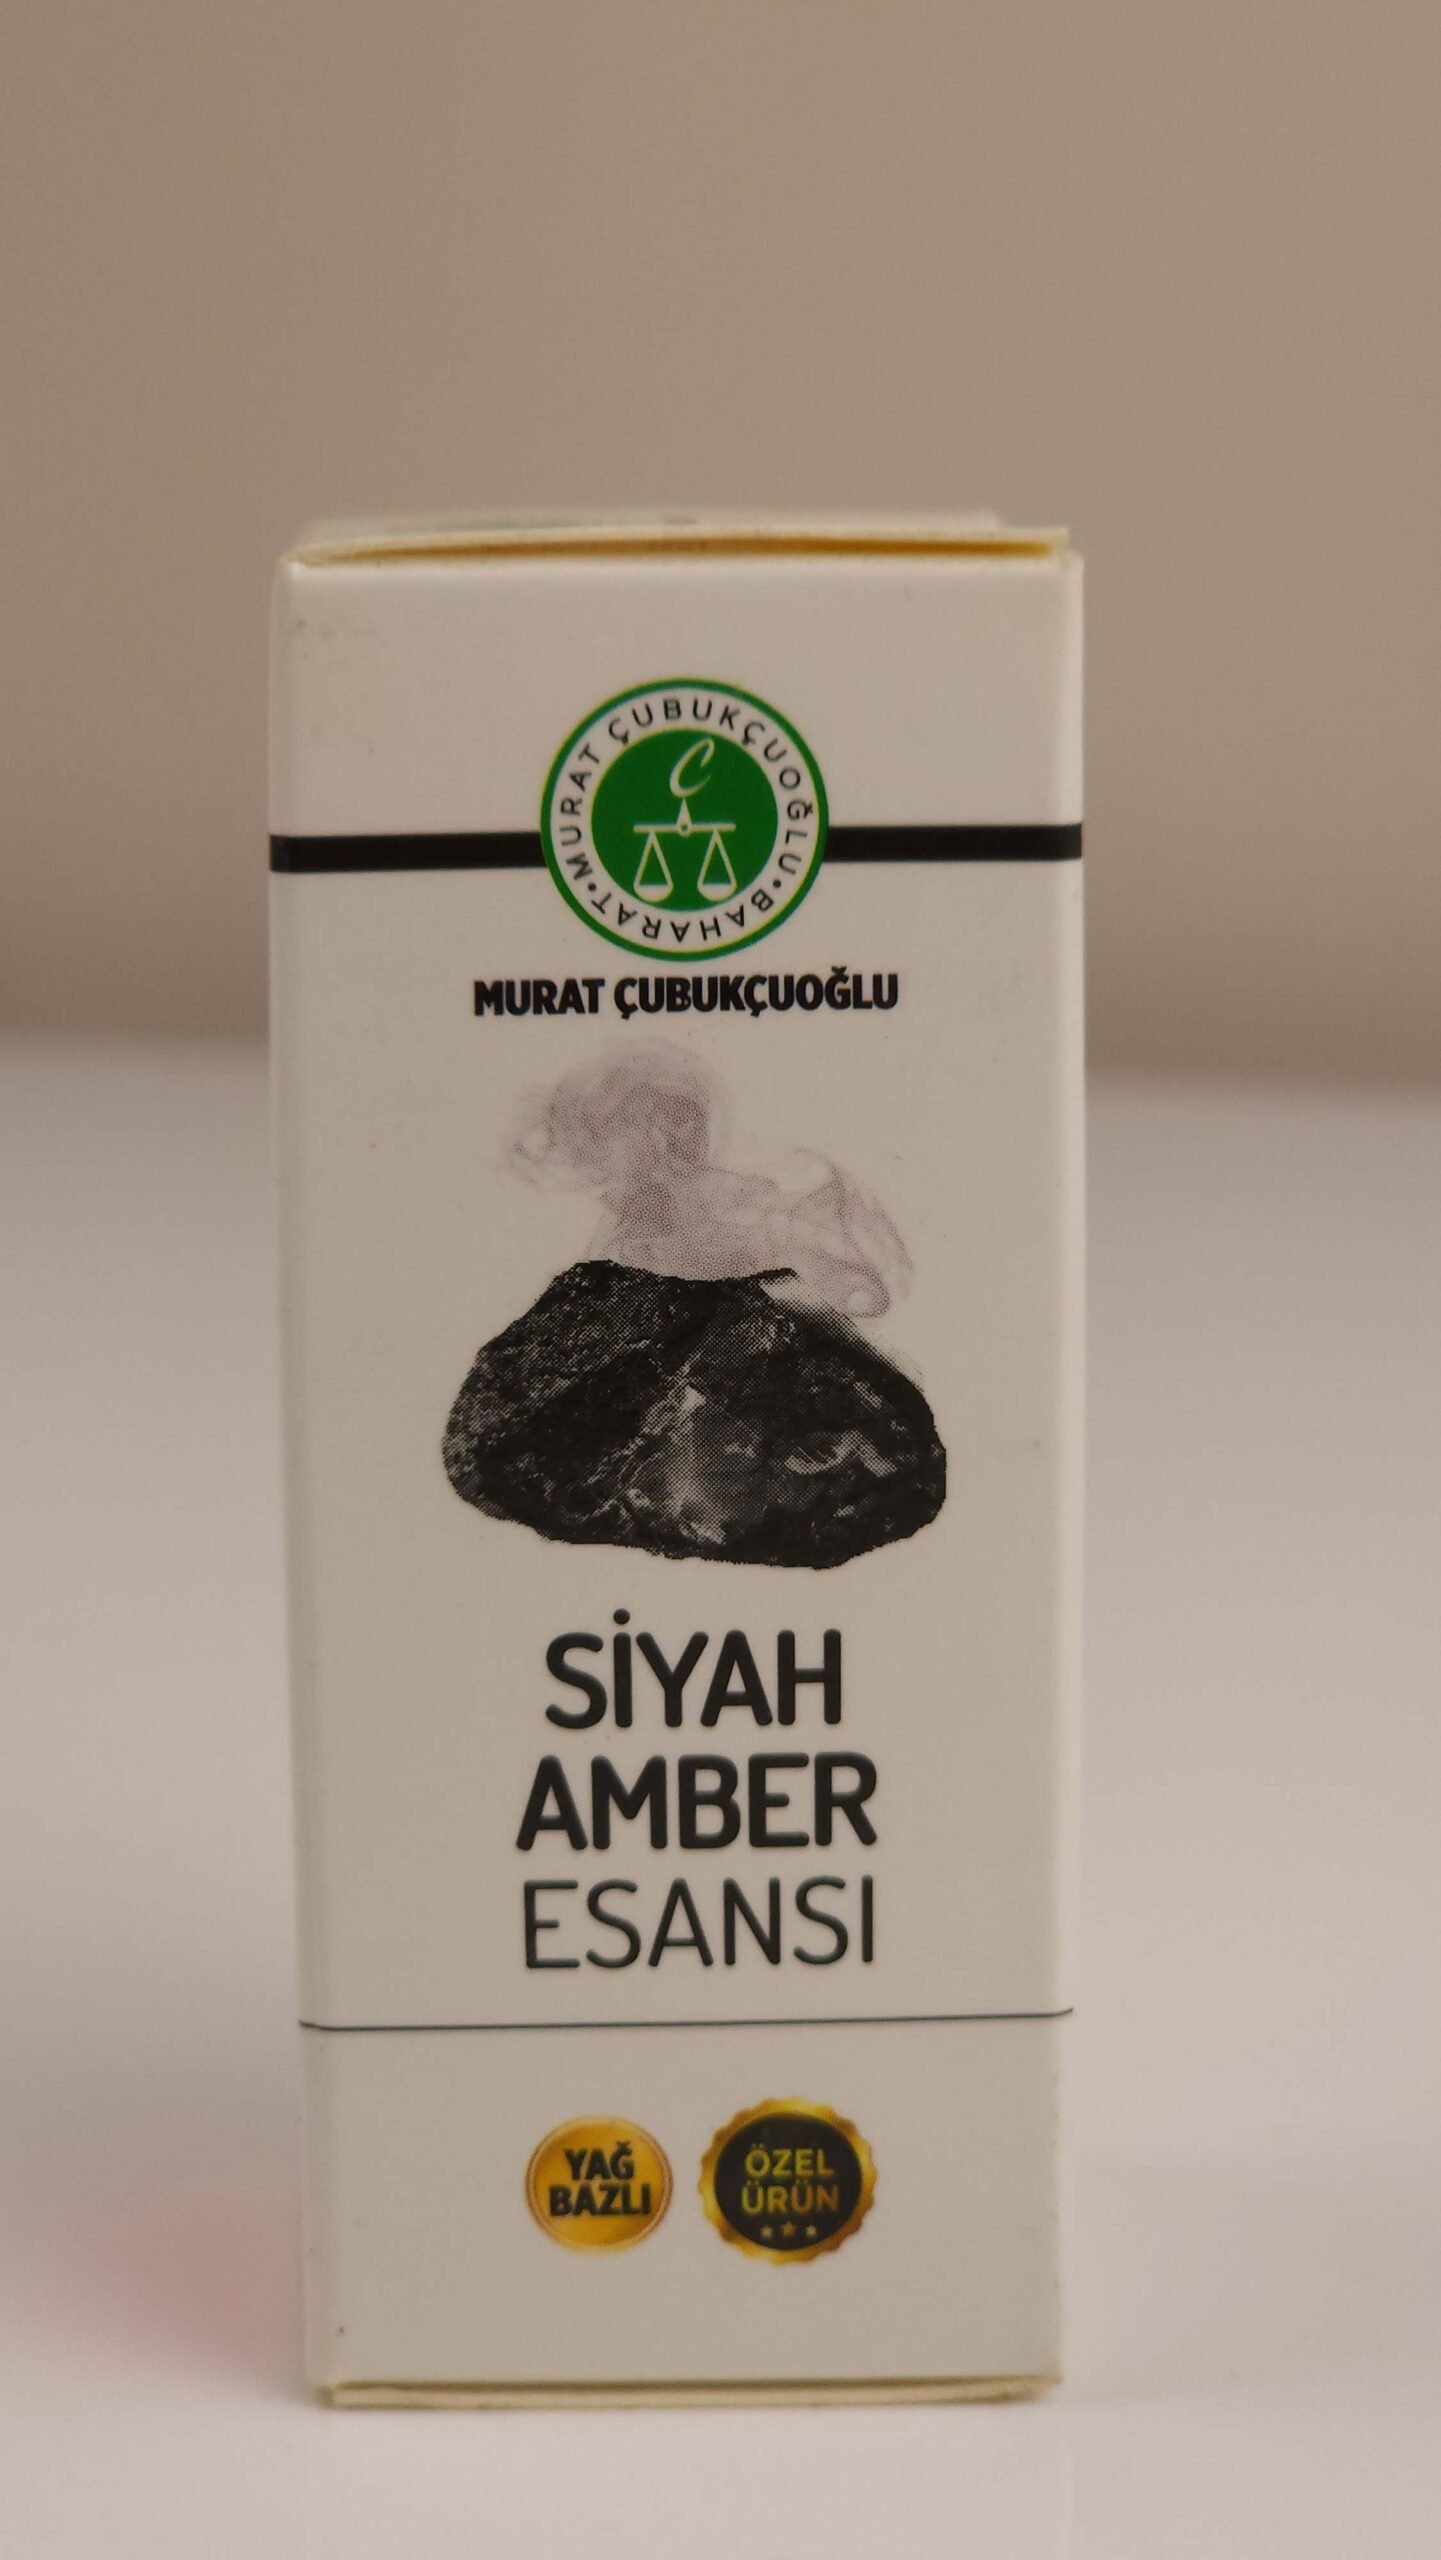 MURAT ÇUBUKÇUOĞLU • BAHARAT •
C
MURAT ÇUBUKÇUOĞLU
SİYAH
AMBER
ESANSI
YAĞ
BAZLI
ÖZEL
ÜRÜN